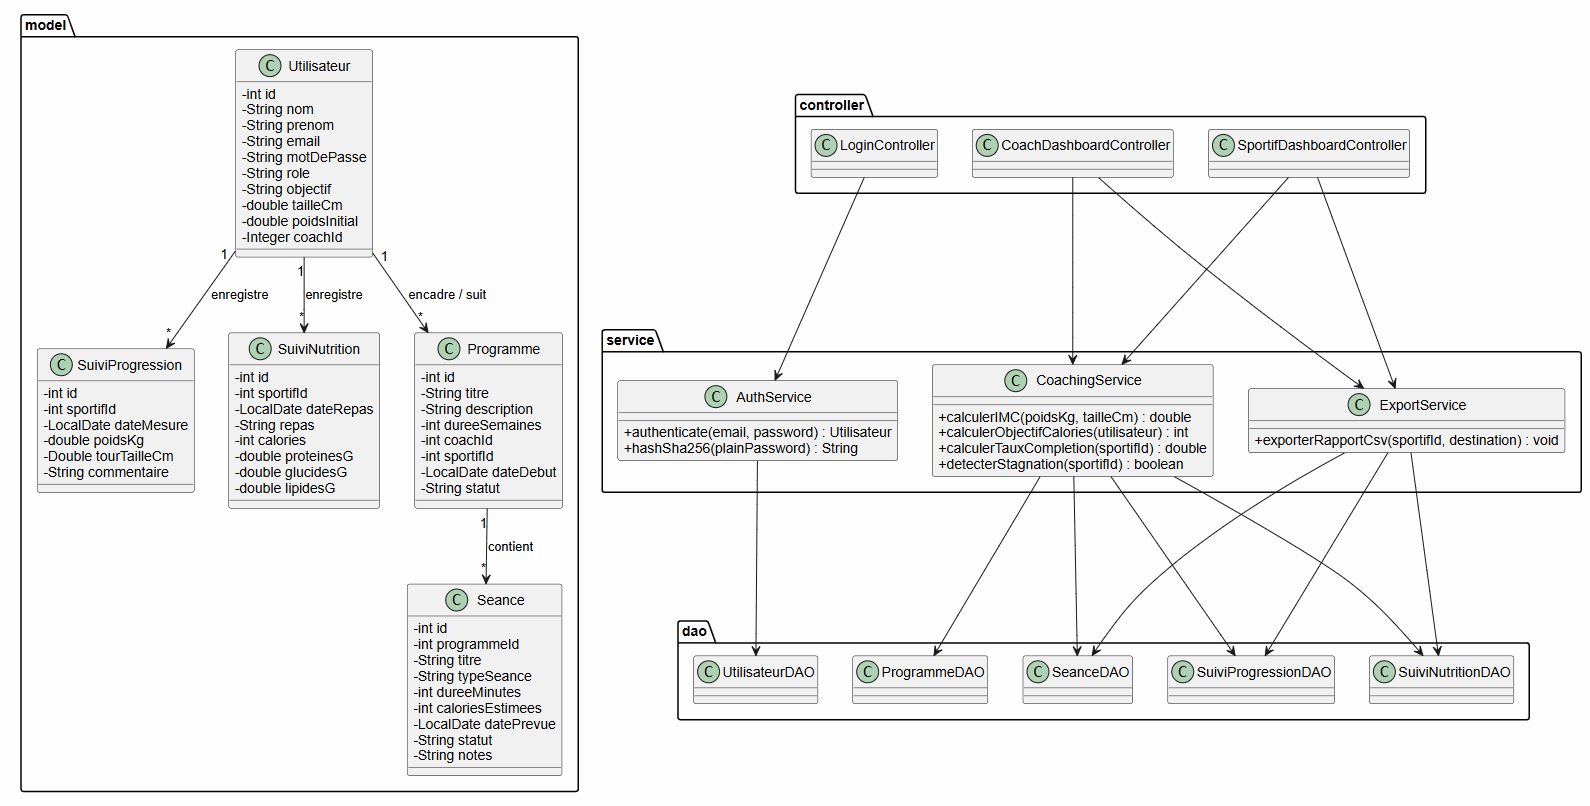 model
C Utilisateur
-int id
-String nom
-String prenom
-String email
-String motDePasse
-String role
-String objectif
-double tailleCm
-double poidsInitial
-Integer coachId
1
1
1
enregistre
enregistre
encadre / suit
*
*
*
C SuiviProgression
-int id
-int sportifId
-LocalDate dateMesure
-double poidsKg
-Double tourTailleCm
-String commentaire
C SuiviNutrition
-int id
-int sportifId
-LocalDate dateRepas
-String repas
-int calories
-double proteinesG
-double glucidesG
-double lipidesG
C Programme
-int id
-String titre
-String description
-int dureeSemaines
-int coachId
-int sportifId
-LocalDate dateDebut
-String statut
1
contient
*
C Seance
-int id
-int programmeId
-String titre
-String typeSeance
-int dureeMinutes
-int caloriesEstimees
-LocalDate datePrevue
-String statut
-String notes
controller
C LoginController
C CoachDashboardController
C SportifDashboardController
service
C AuthService
+authenticate(email, password) : Utilisateur
+hashSha256(plainPassword) : String
C CoachingService
+calculerIMC(poidsKg, tailleCm) : double
+calculerObjectifCalories(utilisateur) : int
+calculerTauxCompletion(sportifId) : double
+detecterStagnation(sportifId) : boolean
C ExportService
+exporterRapportCsv(sportifId, destination) : void
dao
C UtilisateurDAO
C ProgrammeDAO
C SeanceDAO
C SuiviProgressionDAO
C SuiviNutritionDAO